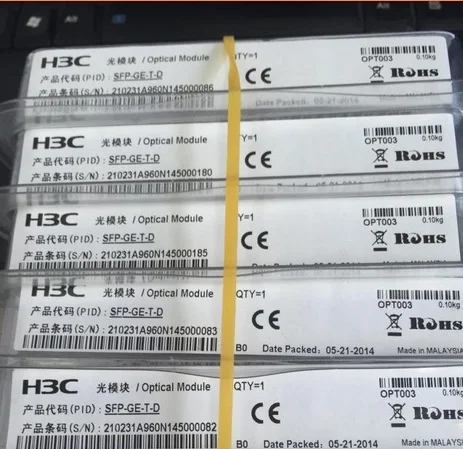 H3C 光模块 / Optical Module QTY=1 OPT003 0.10kg
产品代码(PID): SFP-GE-T-D CE RoHS
产品条码(S/N): 210231A960N145000086 Date Packed: 05-21-2014
H3C 光模块 / Optical Module Y=1 OPT003 0.10kg
产品代码(PID): SFP-GE-T-D CE RoHS
产品条码(S/N): 210231A960N145000180
H3C 光模块 / Optical Module Y=1 OPT003 0.10kg
产品代码(PID): SFP-GE-T-D CE RoHS
产品条码(S/N): 210231A960N145000185
H3C 光模块 / Optical Module QTY=1 OPT003 0.10kg
产品代码(PID): SFP-GE-T-D CE RoHS
产品条码(S/N): 210231A960N145000083 B0 Date Packed: 05-21-2014 Made in MALAYSIA
H3C 光模块 / Optical Module QTY=1 OPT003 0.10kg
产品代码(PID): SFP-GE-T-D CE RoHS
产品条码(S/N): 210231A960N145000082 B0 Date Packed: 05-21-2014 Made in MALAYSIA